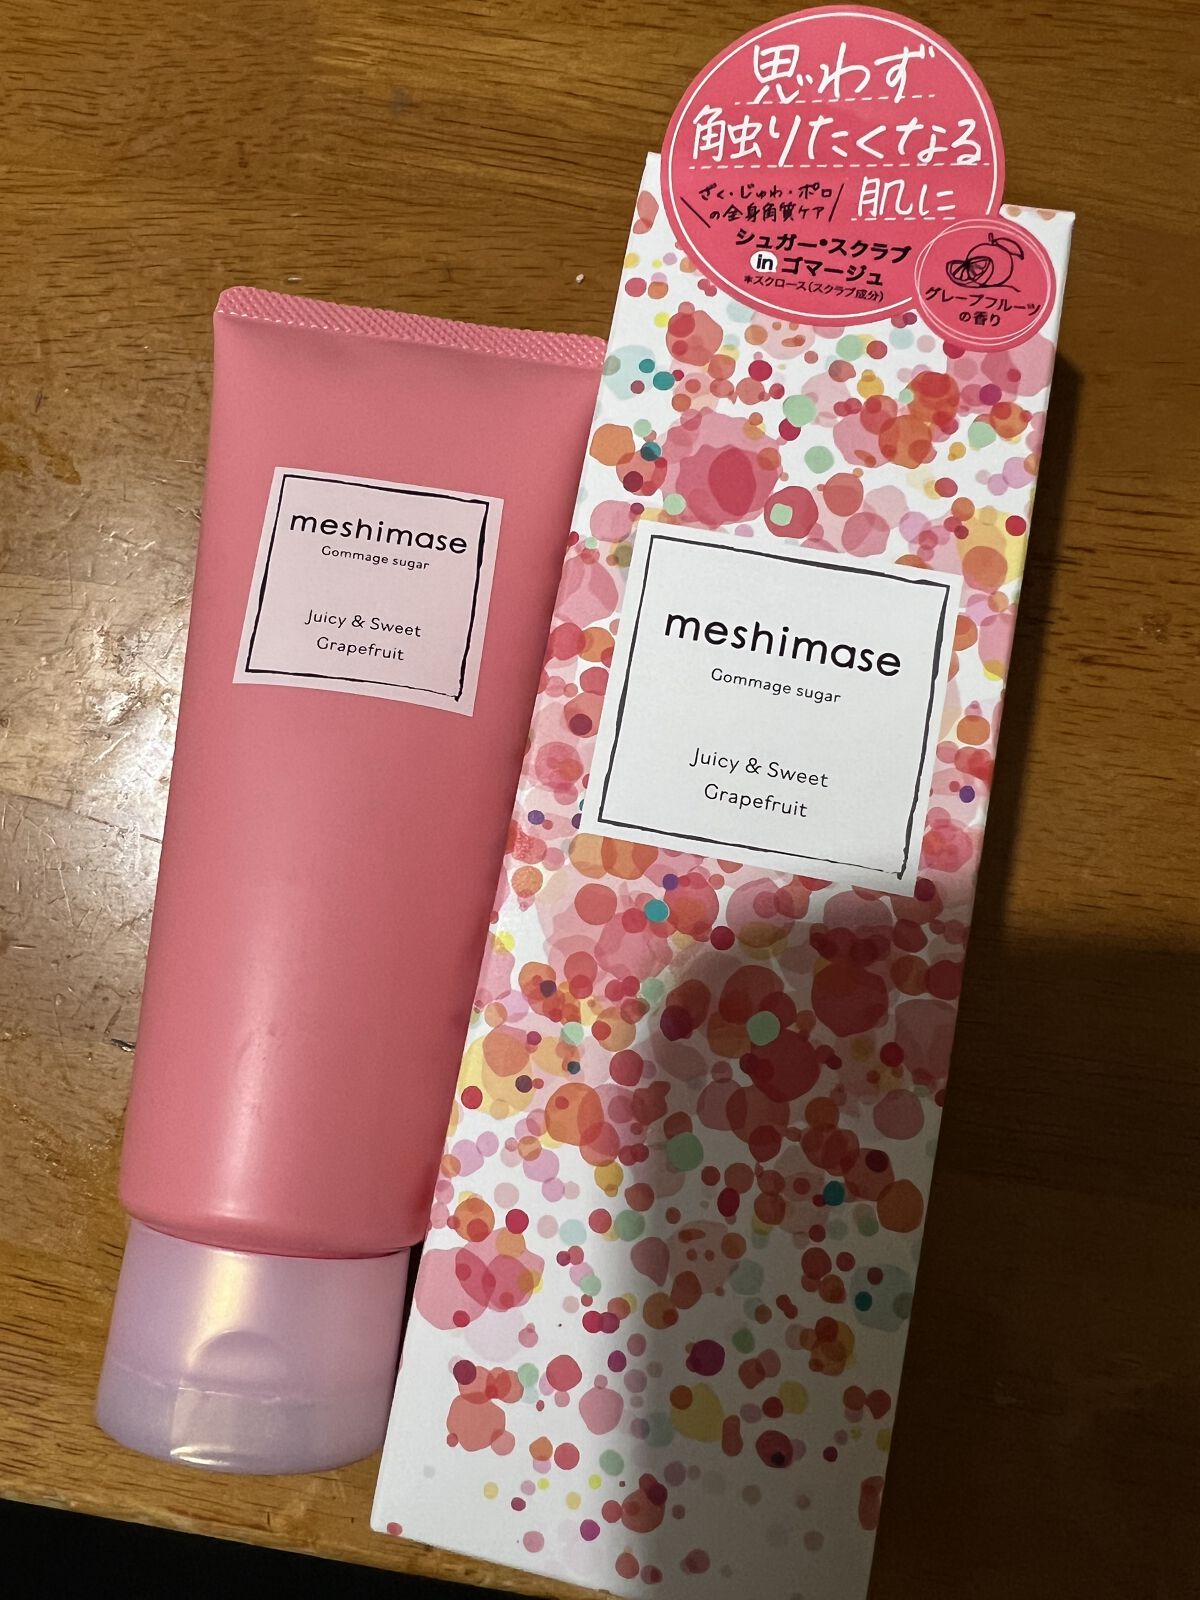 思わず
触りたくなる
肌に
ざく・じゅわ・ポロ
の全身角質ケア
シュガー*スクラブ
in ゴマージュ
*スクロース(スクラブ成分)
グレープフルーツ
の香り
meshimase
Gommage sugar
Juicy & Sweet
Grapefruit
meshimase
Gommage sugar
Juicy & Sweet
Grapefruit